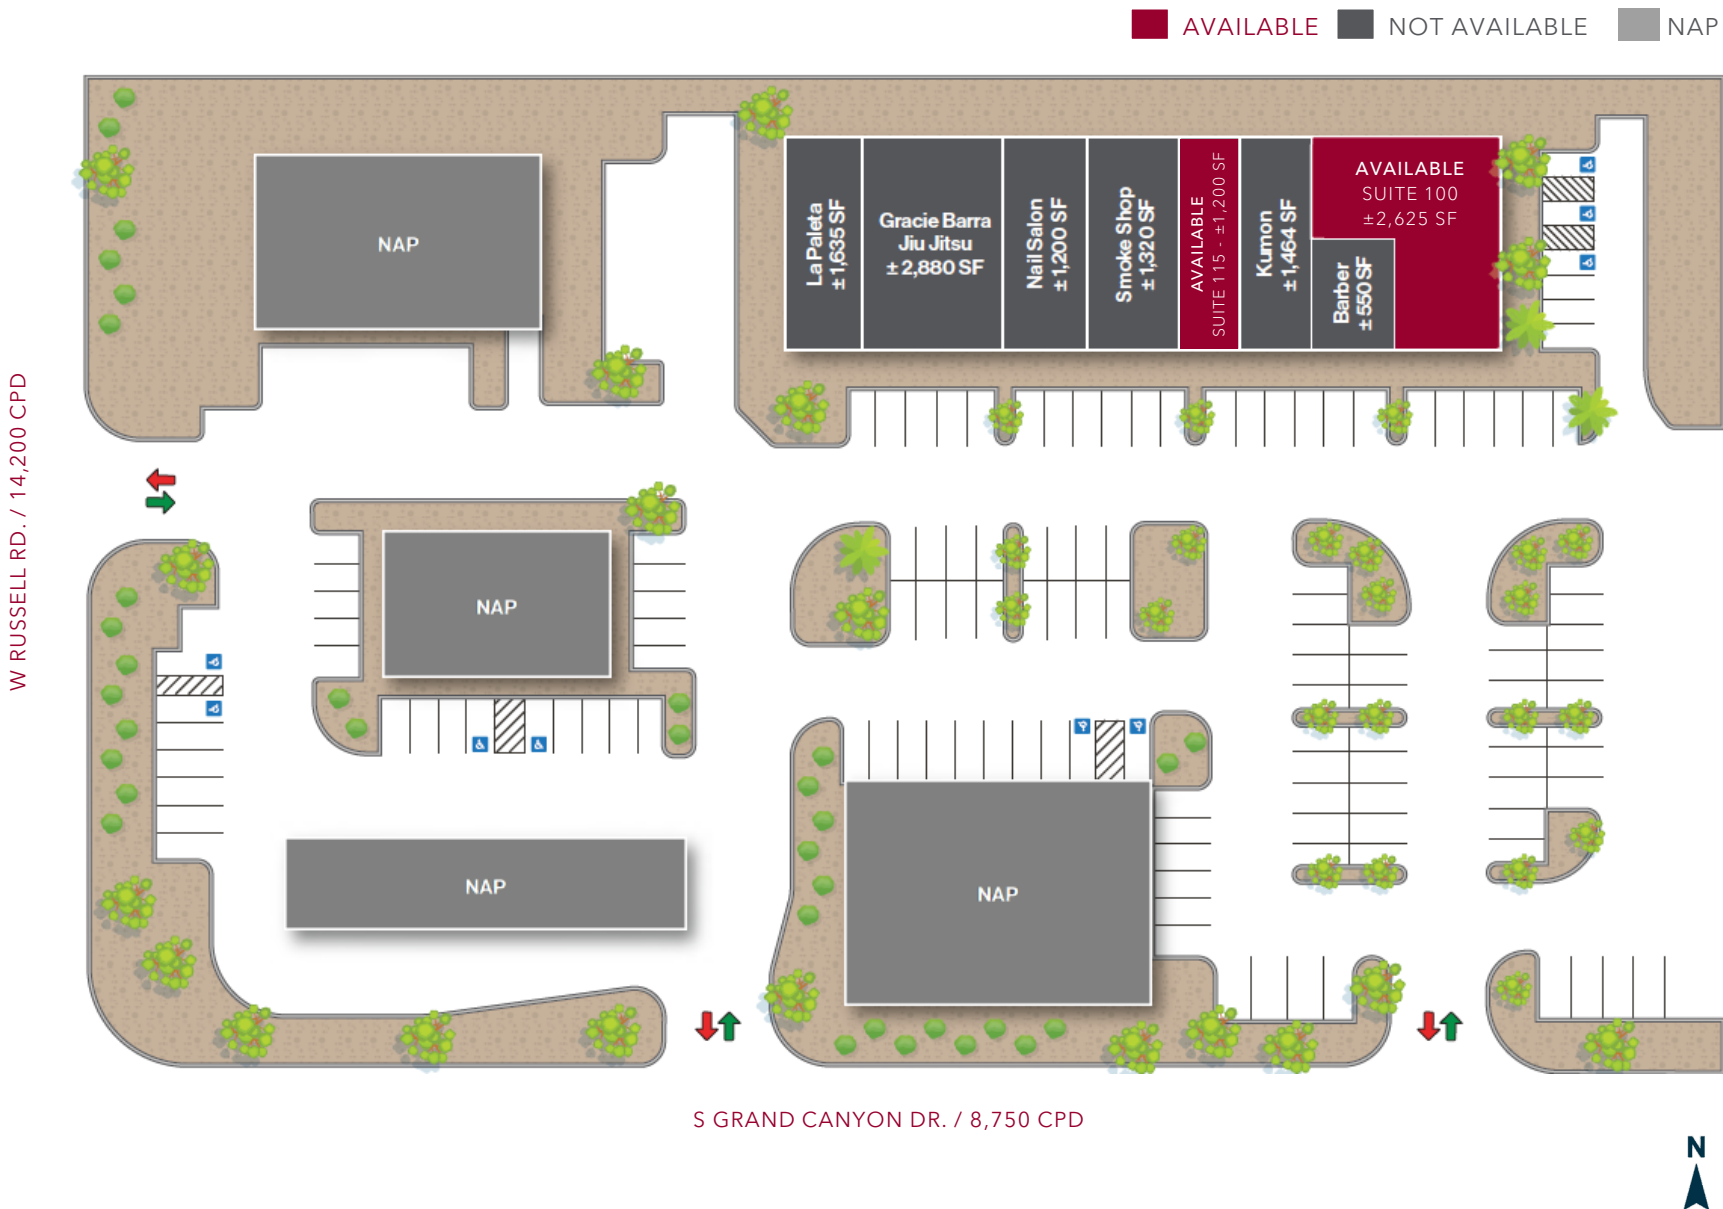 AVAILABLE
NOT AVAILABLE
NAP
NAP
La Paleta
± 1,635 SF
Gracie Barra
Jiu Jitsu
± 2,880 SF
Nail Salon
± 1,200 SF
Smoke Shop
± 1,320 SF
AVAILABLE
SUITE 115 - ±1,200 SF
Kumon
± 1,464 SF
AVAILABLE
SUITE 100
±2,625 SF
Barber
± 550 SF
W RUSSELL RD. / 14,200 CPD
NAP
NAP
NAP
S GRAND CANYON DR. / 8,750 CPD
N